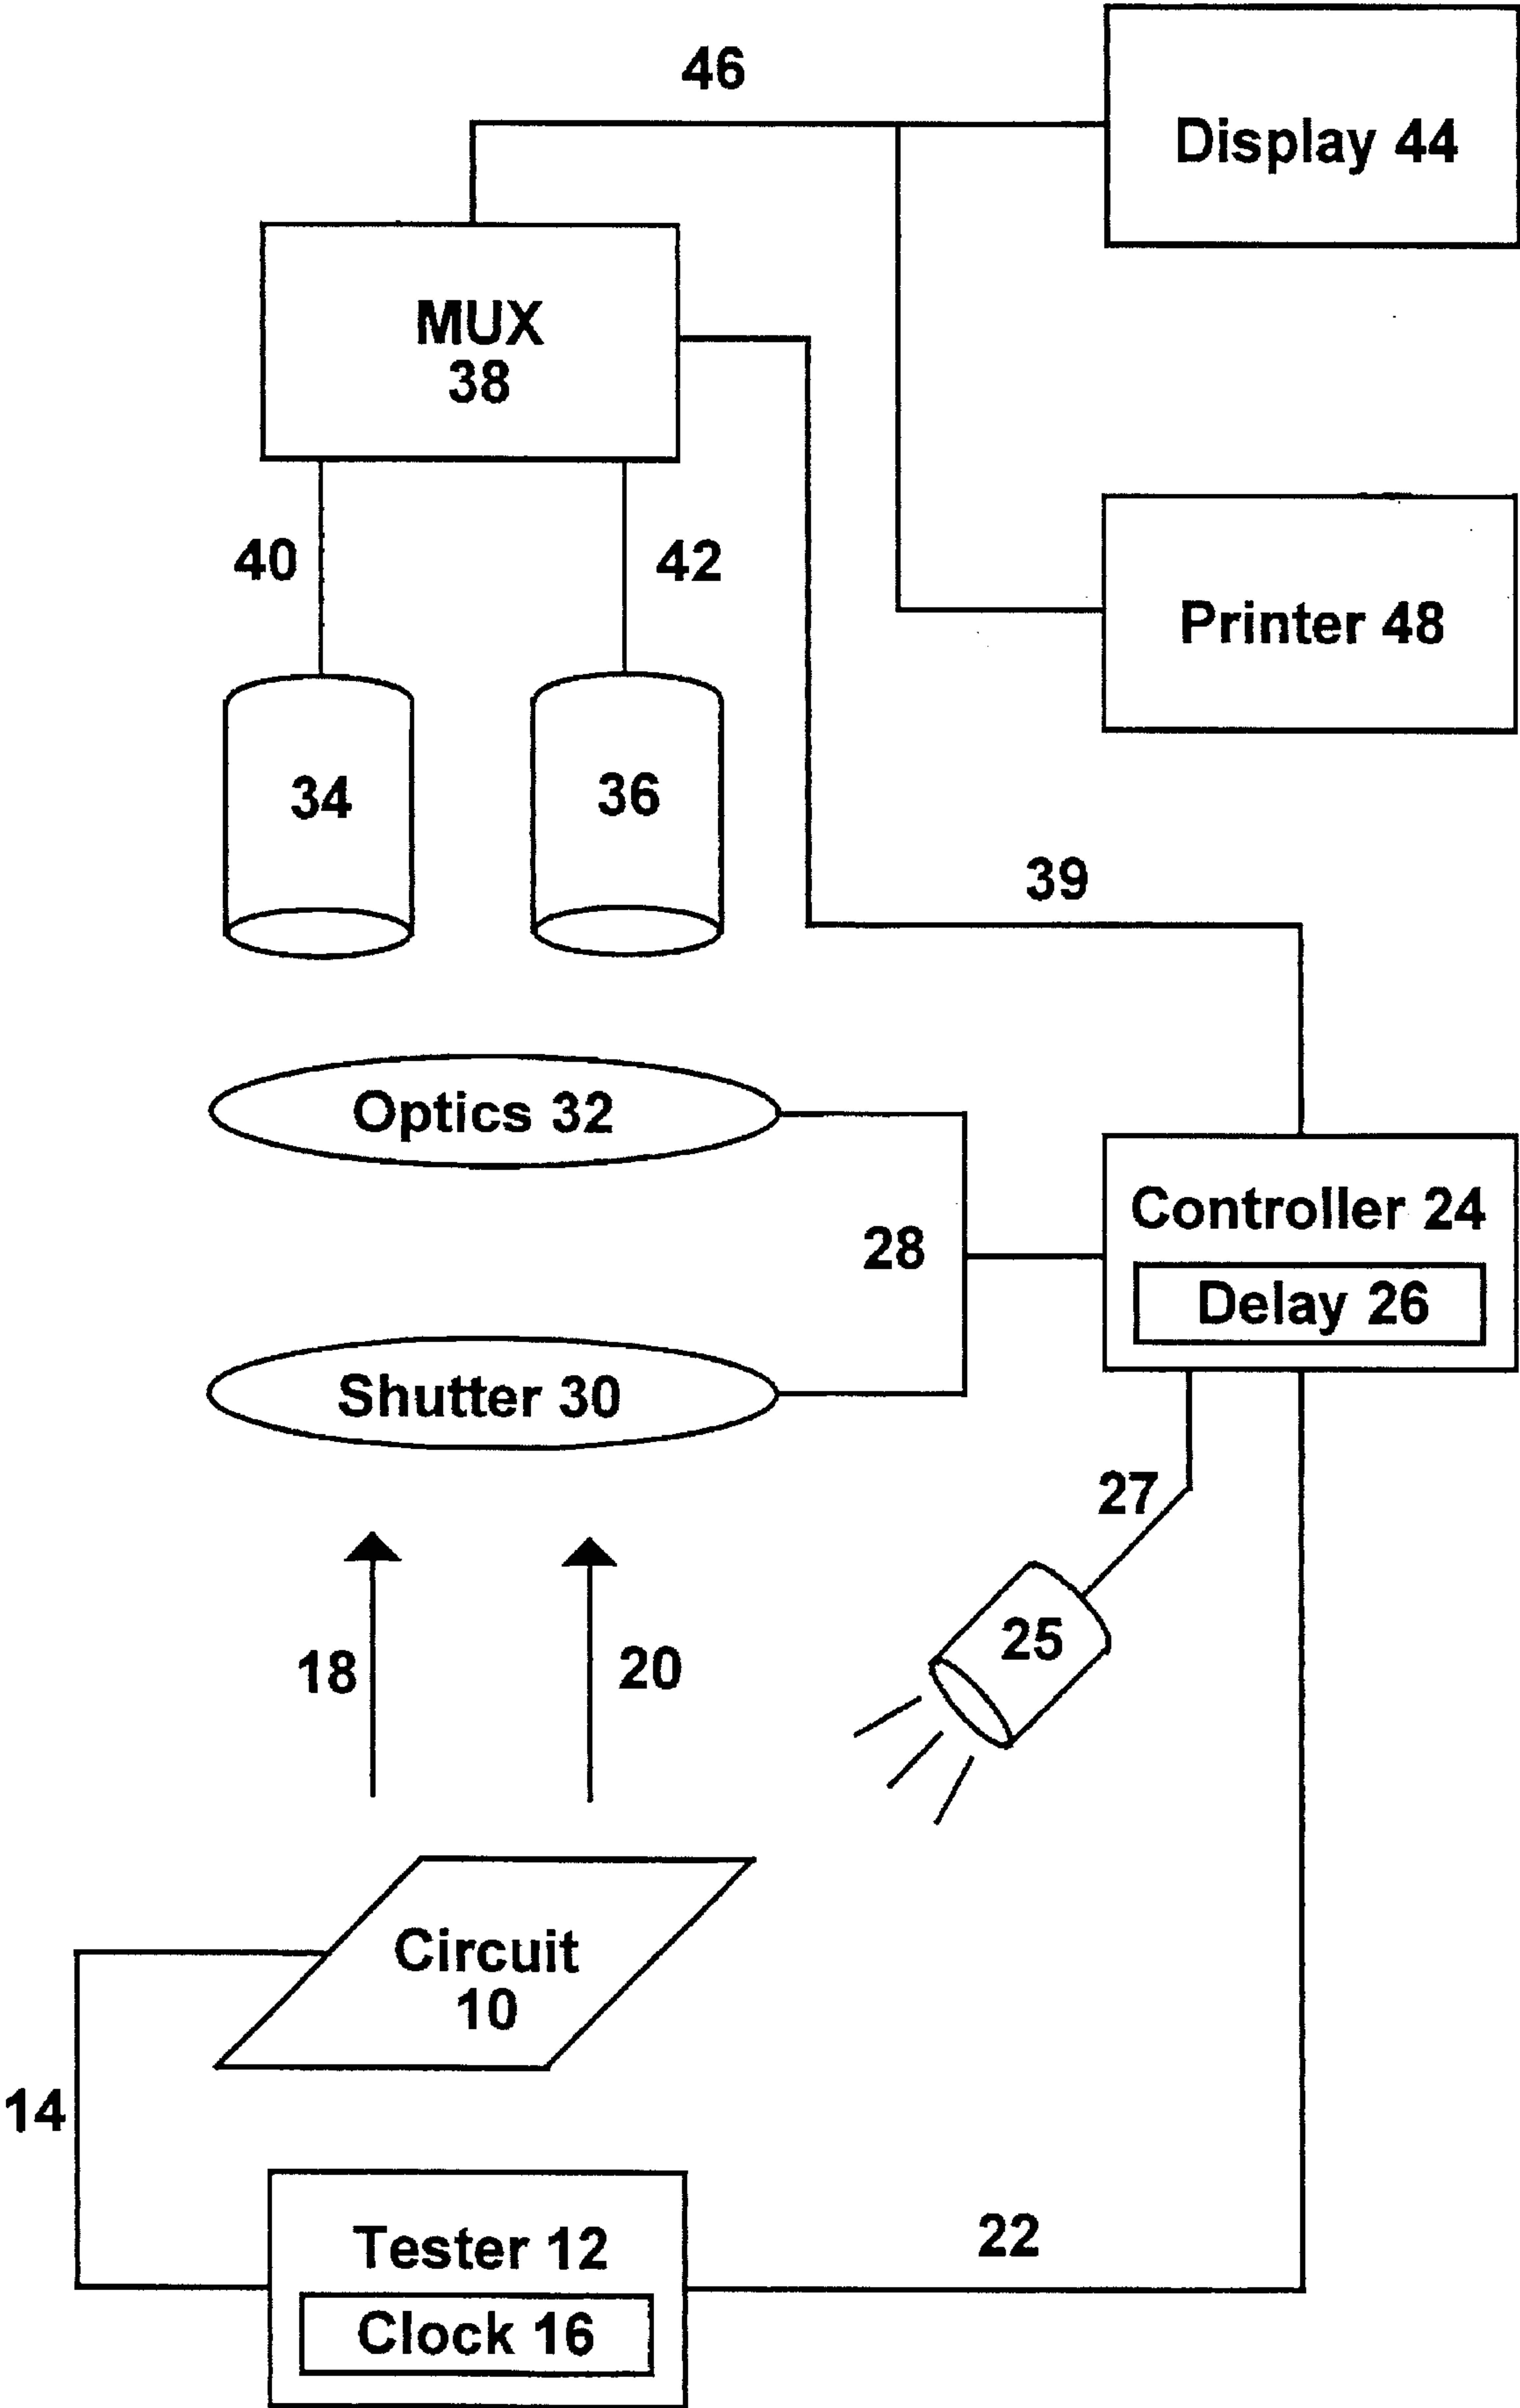 46
Display 44
MUX
38
40
42
Printer 48
34
36
39
Optics 32
Controller 24
28
Delay 26
Shutter 30
27
25
18
20
Circuit
10
14
Tester 12
22
Clock 16